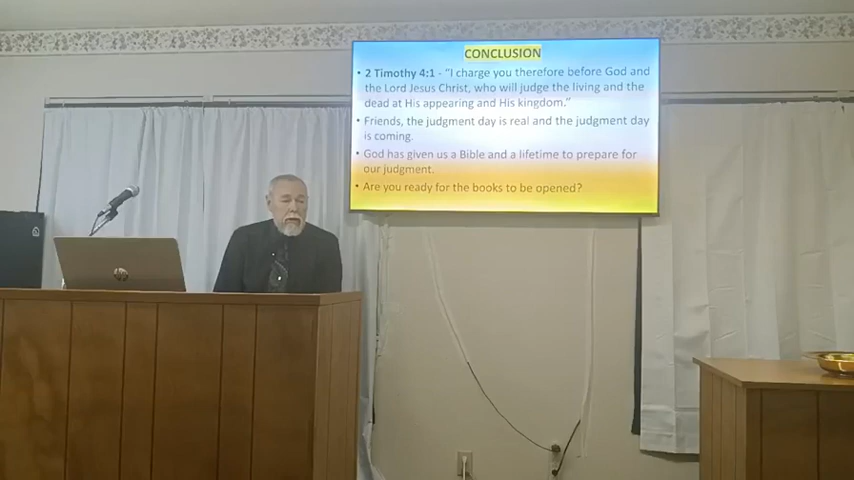 CONCLUSION
• 2 Timothy 4:1 - “I charge you therefore before God and
the Lord Jesus Christ, who will judge the living and the
dead at His appearing and His kingdom.”
• Friends, the judgment day is real and the judgment day
is coming.
• God has given us a Bible and a lifetime to prepare for
our judgment.
• Are you ready for the books to be opened?
hp